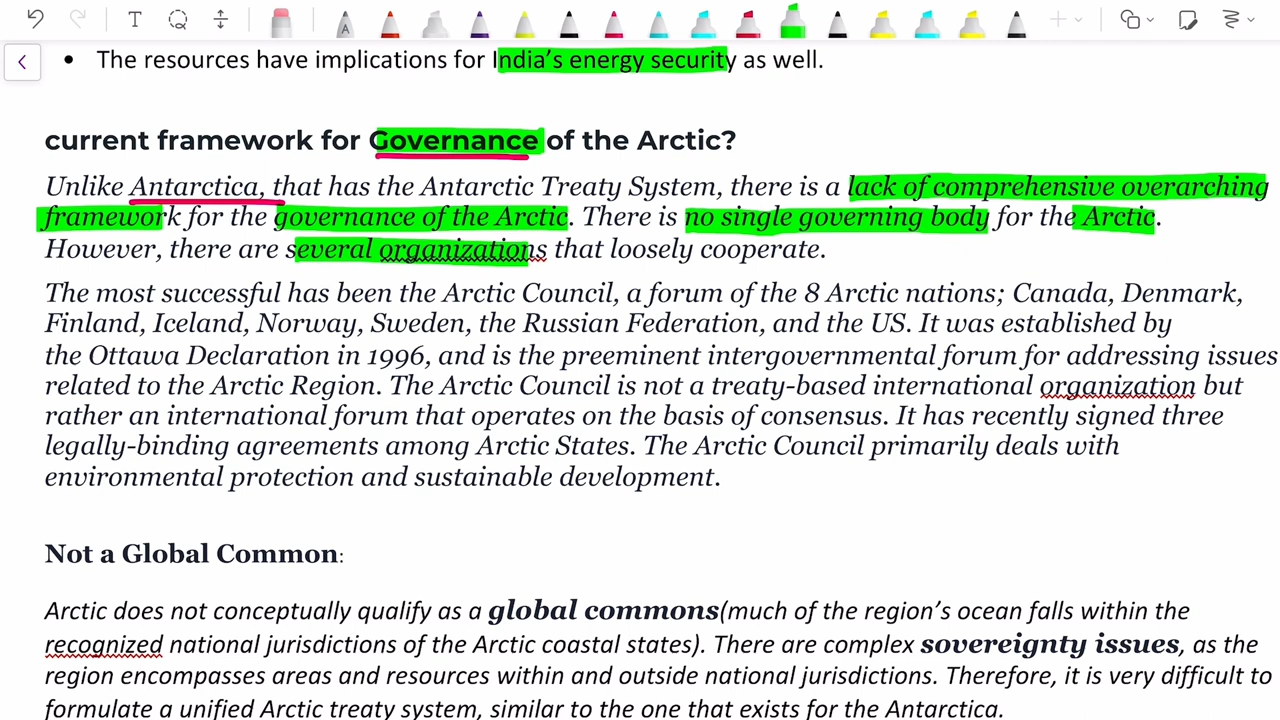 • The resources have implications for India's energy security as well.
current framework for Governance of the Arctic?
Unlike Antarctica, that has the Antarctic Treaty System, there is a lack of comprehensive overarching
framework for the governance of the Arctic. There is no single governing body for the Arctic.
However, there are several organizations that loosely cooperate.
The most successful has been the Arctic Council, a forum of the 8 Arctic nations; Canada, Denmark,
Finland, Iceland, Norway, Sweden, the Russian Federation, and the US. It was established by
the Ottawa Declaration in 1996, and is the preeminent intergovernmental forum for addressing issues
related to the Arctic Region. The Arctic Council is not a treaty-based international organization but
rather an international forum that operates on the basis of consensus. It has recently signed three
legally-binding agreements among Arctic States. The Arctic Council primarily deals with
environmental protection and sustainable development.
Not a Global Common:
Arctic does not conceptually qualify as a global commons(much of the region's ocean falls within the
recognized national jurisdictions of the Arctic coastal states). There are complex sovereignty issues, as the
region encompasses areas and resources within and outside national jurisdictions. Therefore, it is very difficult to
formulate a unified Arctic treaty system, similar to the one that exists for the Antarctica.